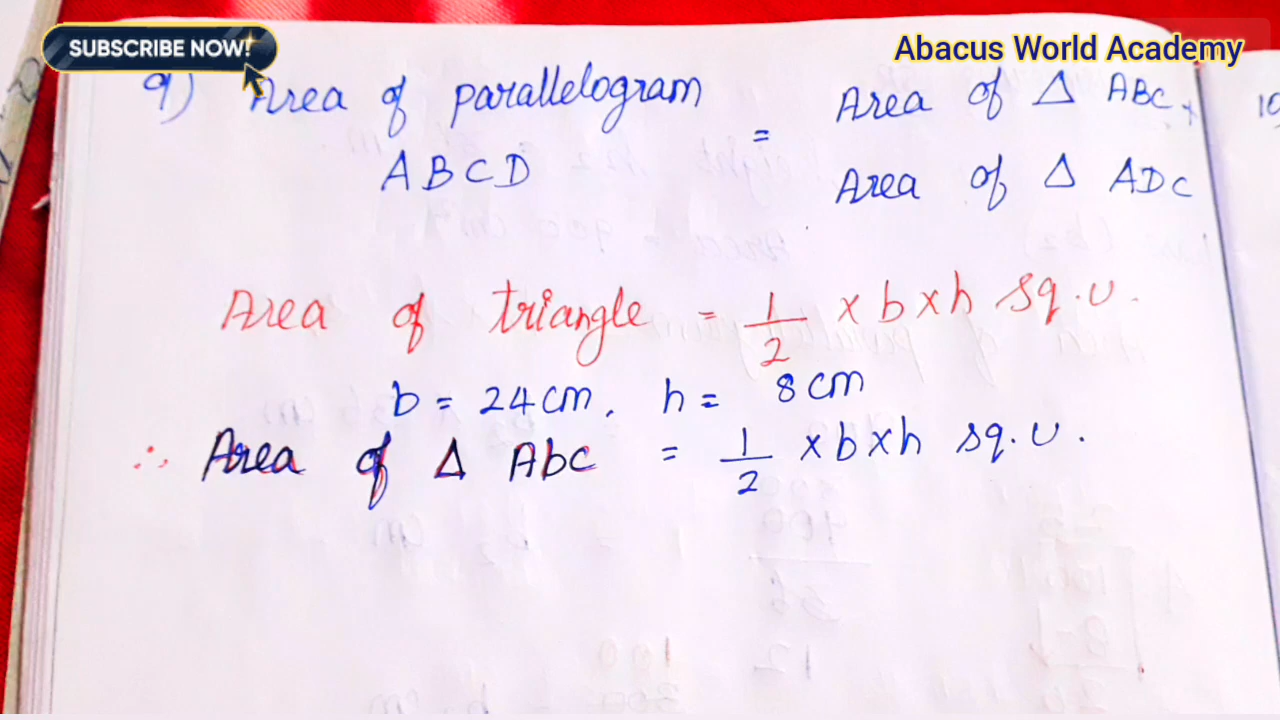 SUBSCRIBE NOW!
Abacus World Academy
9) Area of parallelogram = Area of Δ ABC +
ABCD Area of Δ ADC
10
Area of triangle = 1/2 × b × h sq.u.
b = 24cm, h = 8cm
∴ Area of Δ Abc = 1/2 × b × h sq.u.